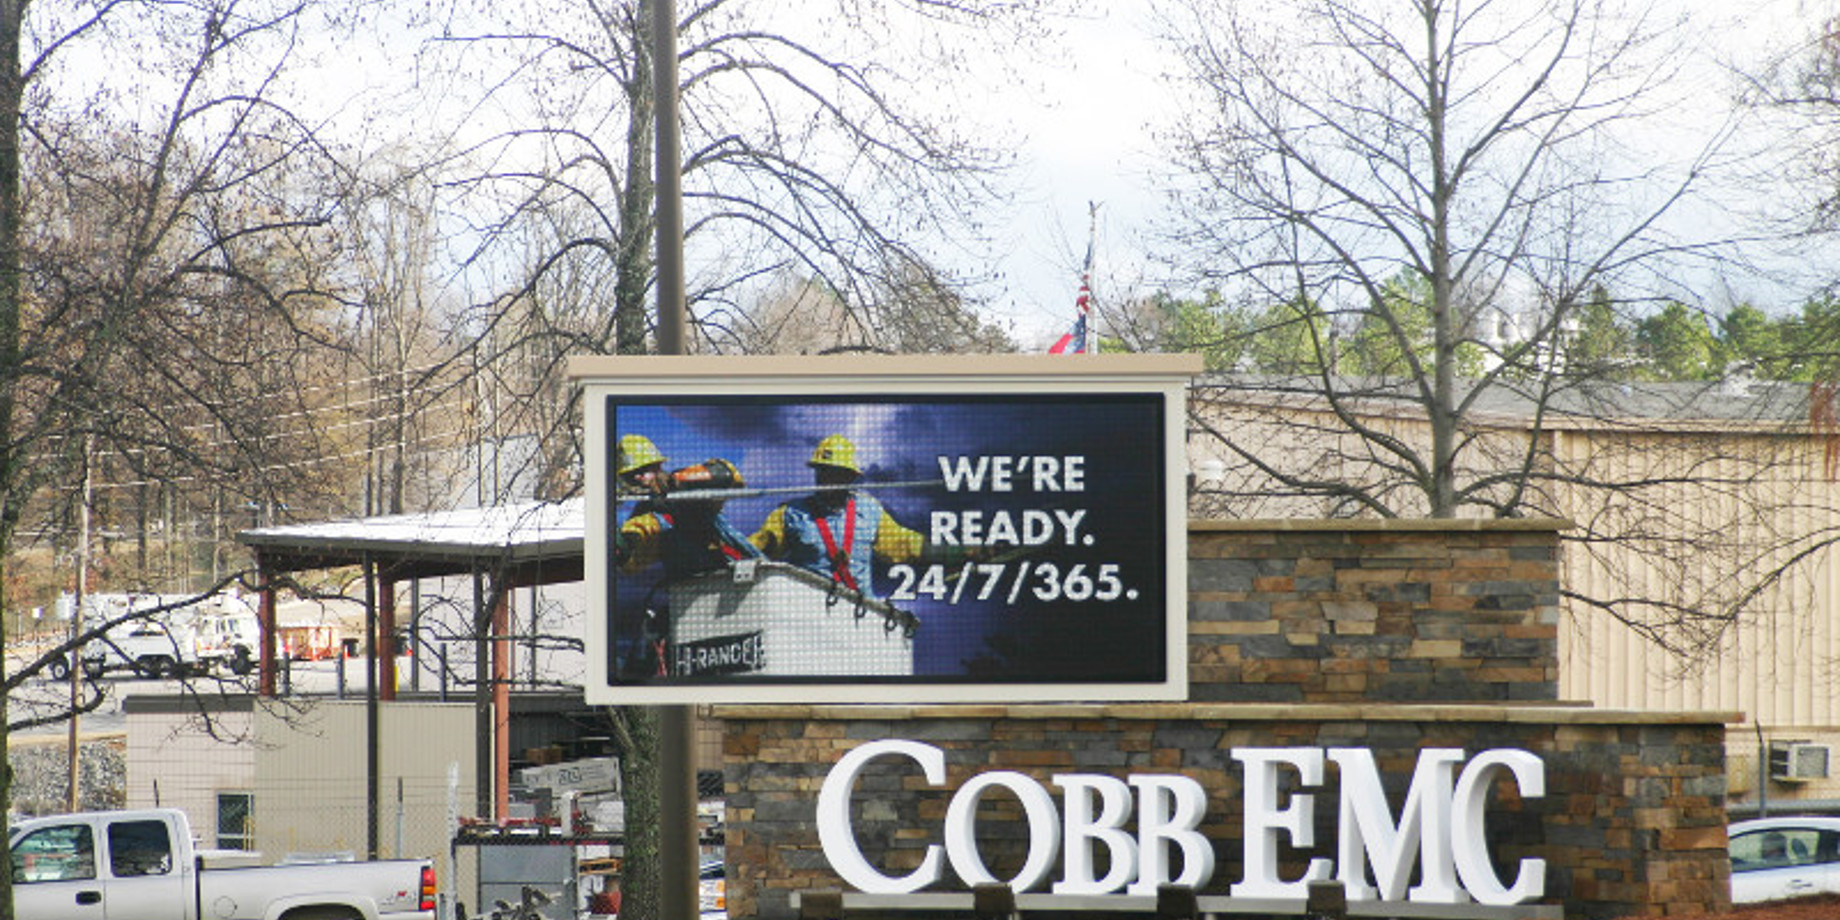 WE'RE
READY.
24/7/365.
HI-RANGER
COBB EMC